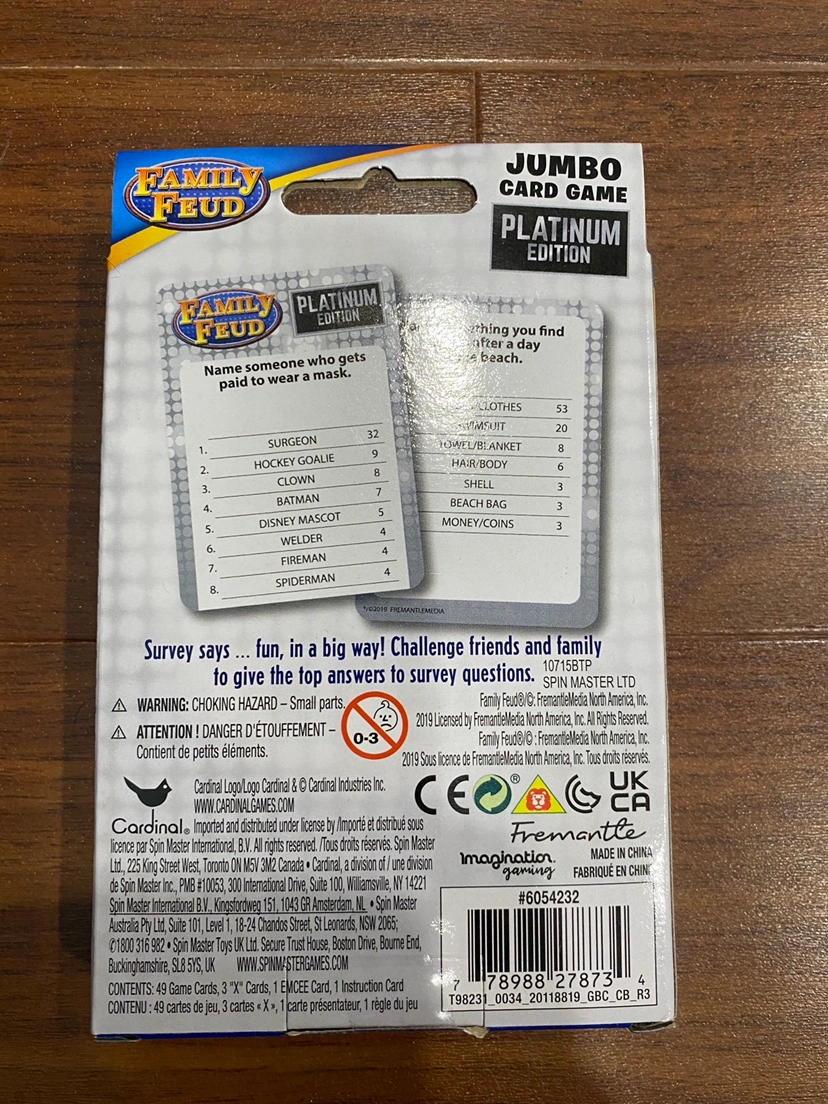 FAMILY
FEUD
JUMBO
CARD GAME
PLATINUM
EDITION
FAMILY
FEUD
PLATINUM
EDITION
Name someone who gets
paid to wear a mask.
1. SURGEON 32
2. HOCKEY GOALIE 9
3. CLOWN 8
4. BATMAN 7
5. DISNEY MASCOT 5
6. WELDER 4
7. FIREMAN 4
8. SPIDERMAN 4
you find
after a day
beach.
CLOTHES 53
SWIMSUIT 20
TOWEL/BLANKET 8
HAIR/BODY 6
SHELL 3
BEACH BAG 3
MONEY/COINS 3
©2019 FREMANTLEMEDIA
Survey says ... fun, in a big way! Challenge friends and family
to give the top answers to survey questions.
10715BTP
SPIN MASTER LTD
⚠ WARNING: CHOKING HAZARD – Small parts.
⚠ ATTENTION ! DANGER D'ÉTOUFFEMENT –
Contient de petits éléments.
0-3
Family Feud®/©: FremantleMedia North America, Inc.
2019 Licensed by FremantleMedia North America, Inc. All Rights Reserved.
Family Feud®/© : FremantleMedia North America, Inc.
2019 Sous licence de FremantleMedia North America, Inc. Tous droits réservés.
Cardinal®
Cardinal Logo/Logo Cardinal & © Cardinal Industries Inc.
WWW.CARDINALGAMES.COM
Imported and distributed under license by /Importé et distribué sous
licence par Spin Master International, B.V. All rights reserved. /Tous droits réservés. Spin Master
Ltd., 225 King Street West, Toronto ON M5V 3M2 Canada • Cardinal, a division of / une division
de Spin Master Inc., PMB #10053, 300 International Drive, Suite 100, Williamsville, NY 14221
Spin Master International B.V., Kingsfordweg 151, 1043 GR Amsterdam, NL • Spin Master
Australia Pty Ltd, Suite 101, Level 1, 18-24 Chandos Street, St Leonards, NSW 2065;
✆1800 316 982 • Spin Master Toys UK Ltd. Secure Trust House, Boston Drive, Bourne End,
Buckinghamshire, SL8 5YS, UK WWW.SPINMASTERGAMES.COM
CONTENTS: 49 Game Cards, 3 "X" Cards, 1 EMCEE Card, 1 Instruction Card
CONTENU : 49 cartes de jeu, 3 cartes « X », 1 carte présentateur, 1 règle du jeu
CE
®
UK
CA
Fremantle
Imagination
gaming
MADE IN CHINA
FABRIQUÉ EN CHIN
#6054232
7 78988 27873 4
T98231_0034_20118819_GBC_CB_R3